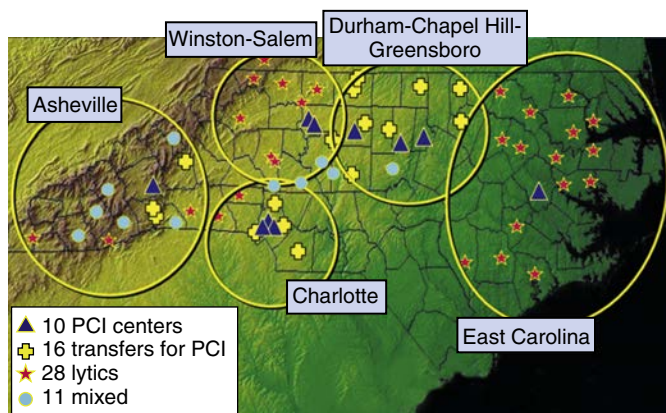 Winston-Salem
Durham-Chapel Hill-
Greensboro
Asheville
Charlotte
East Carolina
10 PCI centers
16 transfers for PCI
28 lytics
11 mixed